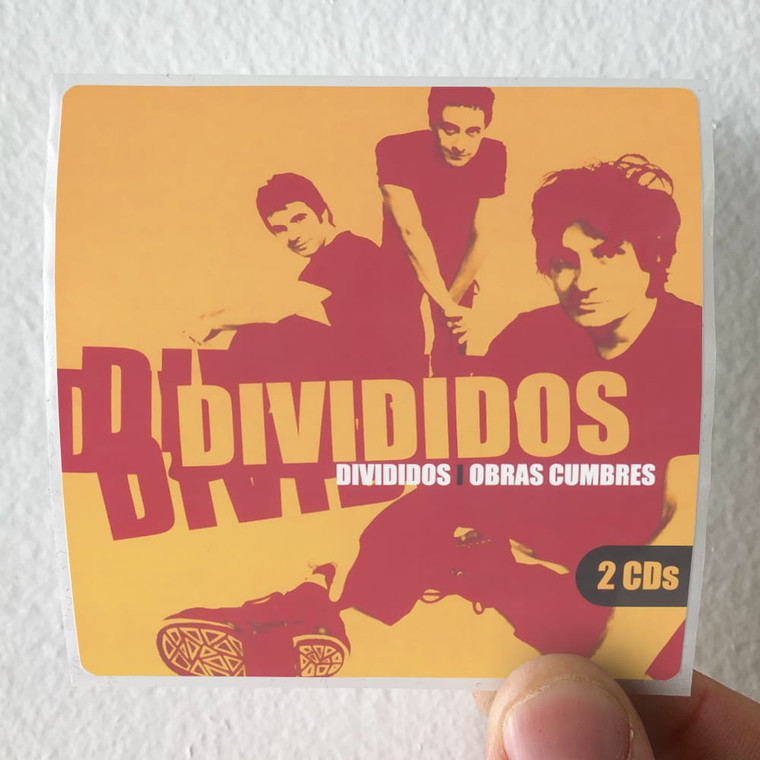 DIVIDIDOS
DIVIDIDOS | OBRAS CUMBRES
2 CDs